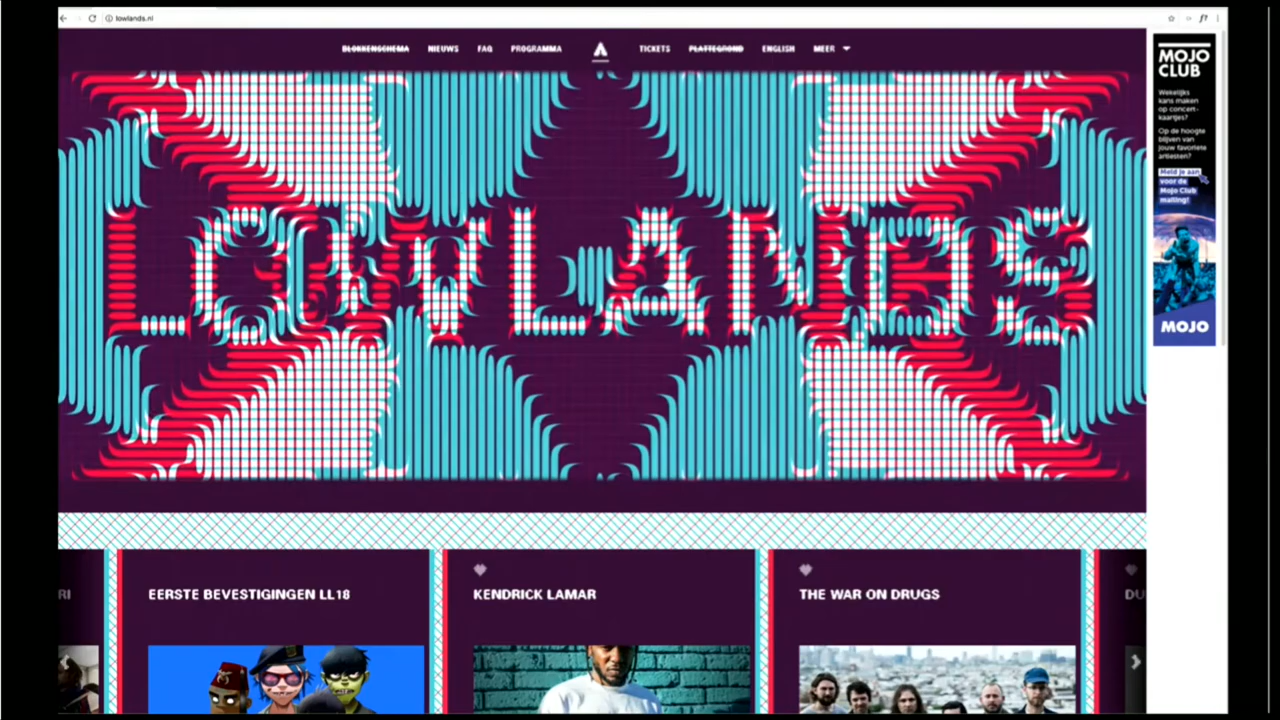 lowlands.nl
BLOKKENSCHEMA NIEUWS FAQ PROGRAMMA TICKETS PLATTEGROND ENGLISH MEER
MOJO
CLUB
Wekelijks
kans maken
op concert-
kaartjes?
Op de hoogte
blijven van
jouw favoriete
artiesten?
Meld je aan
voor de
Mojo Club
mailing!
MOJO
LOWLANDS
RI
EERSTE BEVESTIGINGEN LL18
KENDRICK LAMAR
THE WAR ON DRUGS
DU